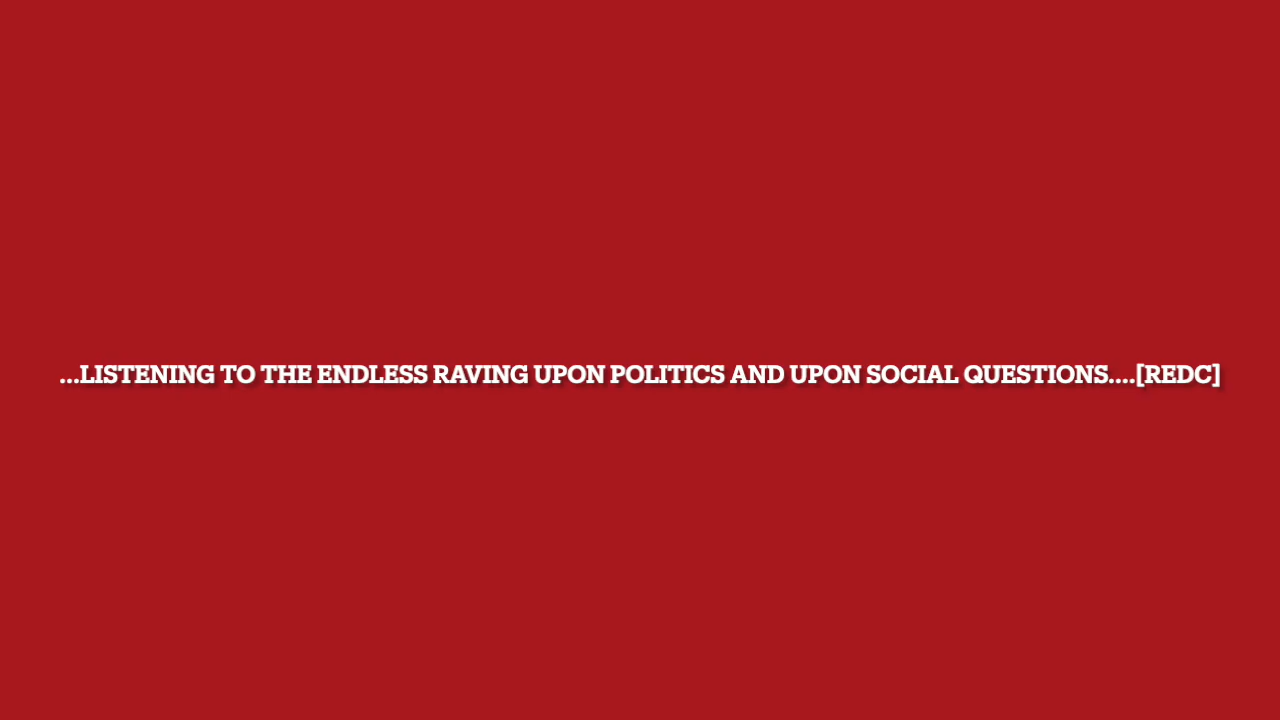 ...LISTENING TO THE ENDLESS RAVING UPON POLITICS AND UPON SOCIAL QUESTIONS....[REDC]